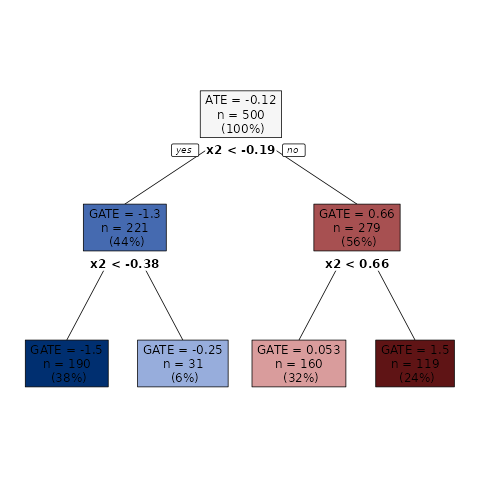 ATE = -0.12
n = 500
(100%)
yes x2 < -0.19 no
GATE = -1.3
n = 221
(44%)
GATE = 0.66
n = 279
(56%)
x2 < -0.38
x2 < 0.66
GATE = -1.5
n = 190
(38%)
GATE = -0.25
n = 31
(6%)
GATE = 0.053
n = 160
(32%)
GATE = 1.5
n = 119
(24%)